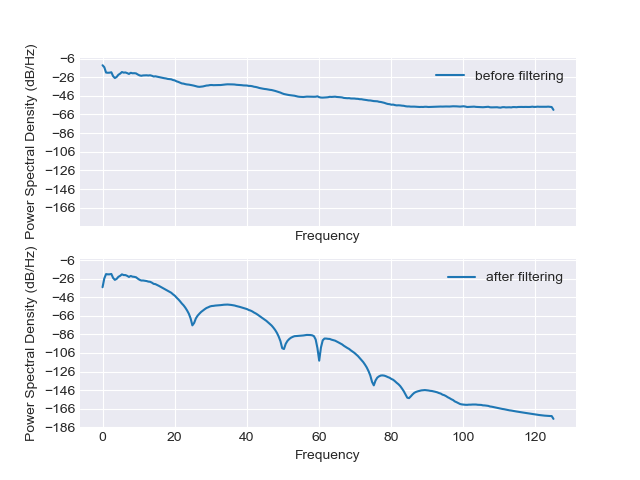 Power Spectral Density (dB/Hz)
−6
−26
−46
−66
−86
−106
−126
−146
−166
before filtering
Frequency
Power Spectral Density (dB/Hz)
−6
−26
−46
−66
−86
−106
−126
−146
−166
−186
after filtering
0 20 40 60 80 100 120
Frequency